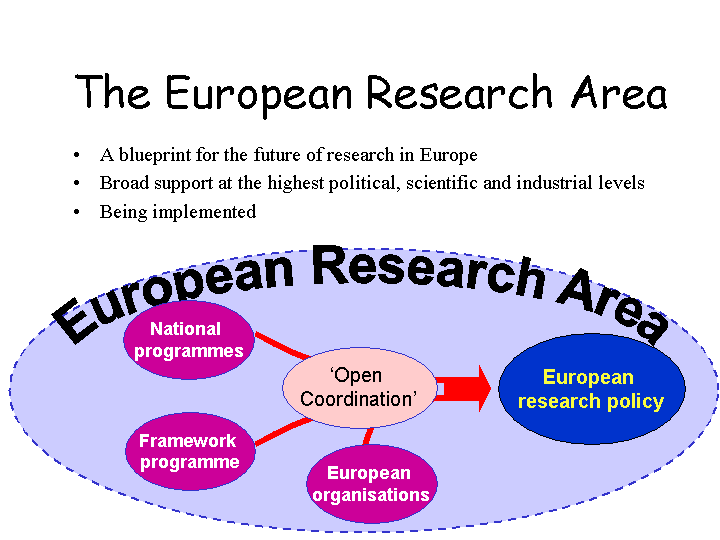 The European Research Area
• A blueprint for the future of research in Europe
• Broad support at the highest political, scientific and industrial levels
• Being implemented
European Research Area
National
programmes
‘Open
Coordination’
European
research policy
Framework
programme
European
organisations